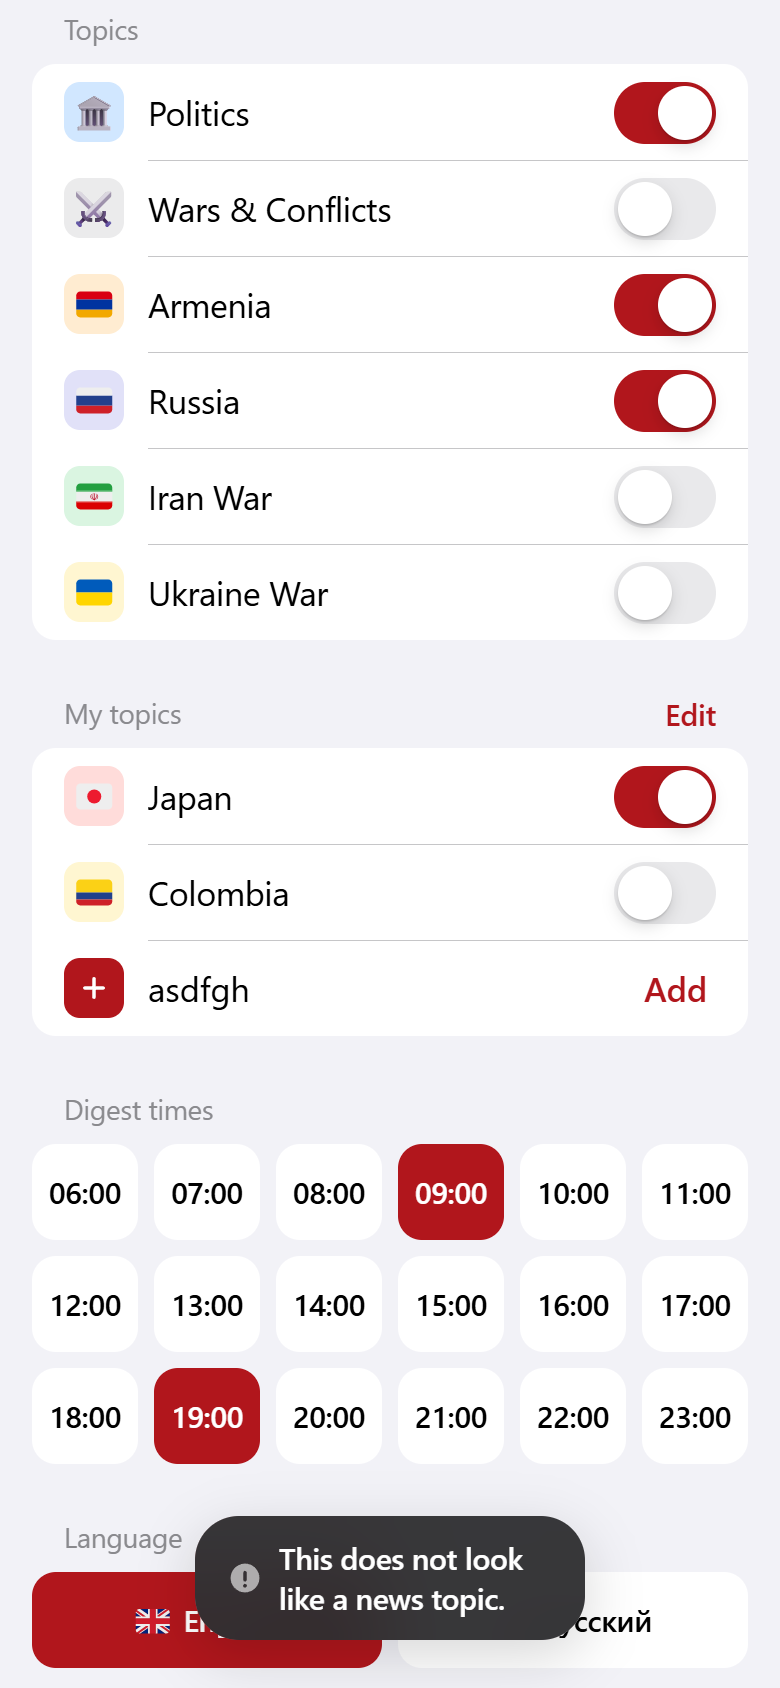 Topics
Politics
Wars & Conflicts
Armenia
Russia
Iran War
Ukraine War
My topics
Edit
Japan
Colombia
asdfgh
Add
Digest times
06:00 07:00 08:00 09:00 10:00 11:00
12:00 13:00 14:00 15:00 16:00 17:00
18:00 19:00 20:00 21:00 22:00 23:00
Language
This does not look
like a news topic.